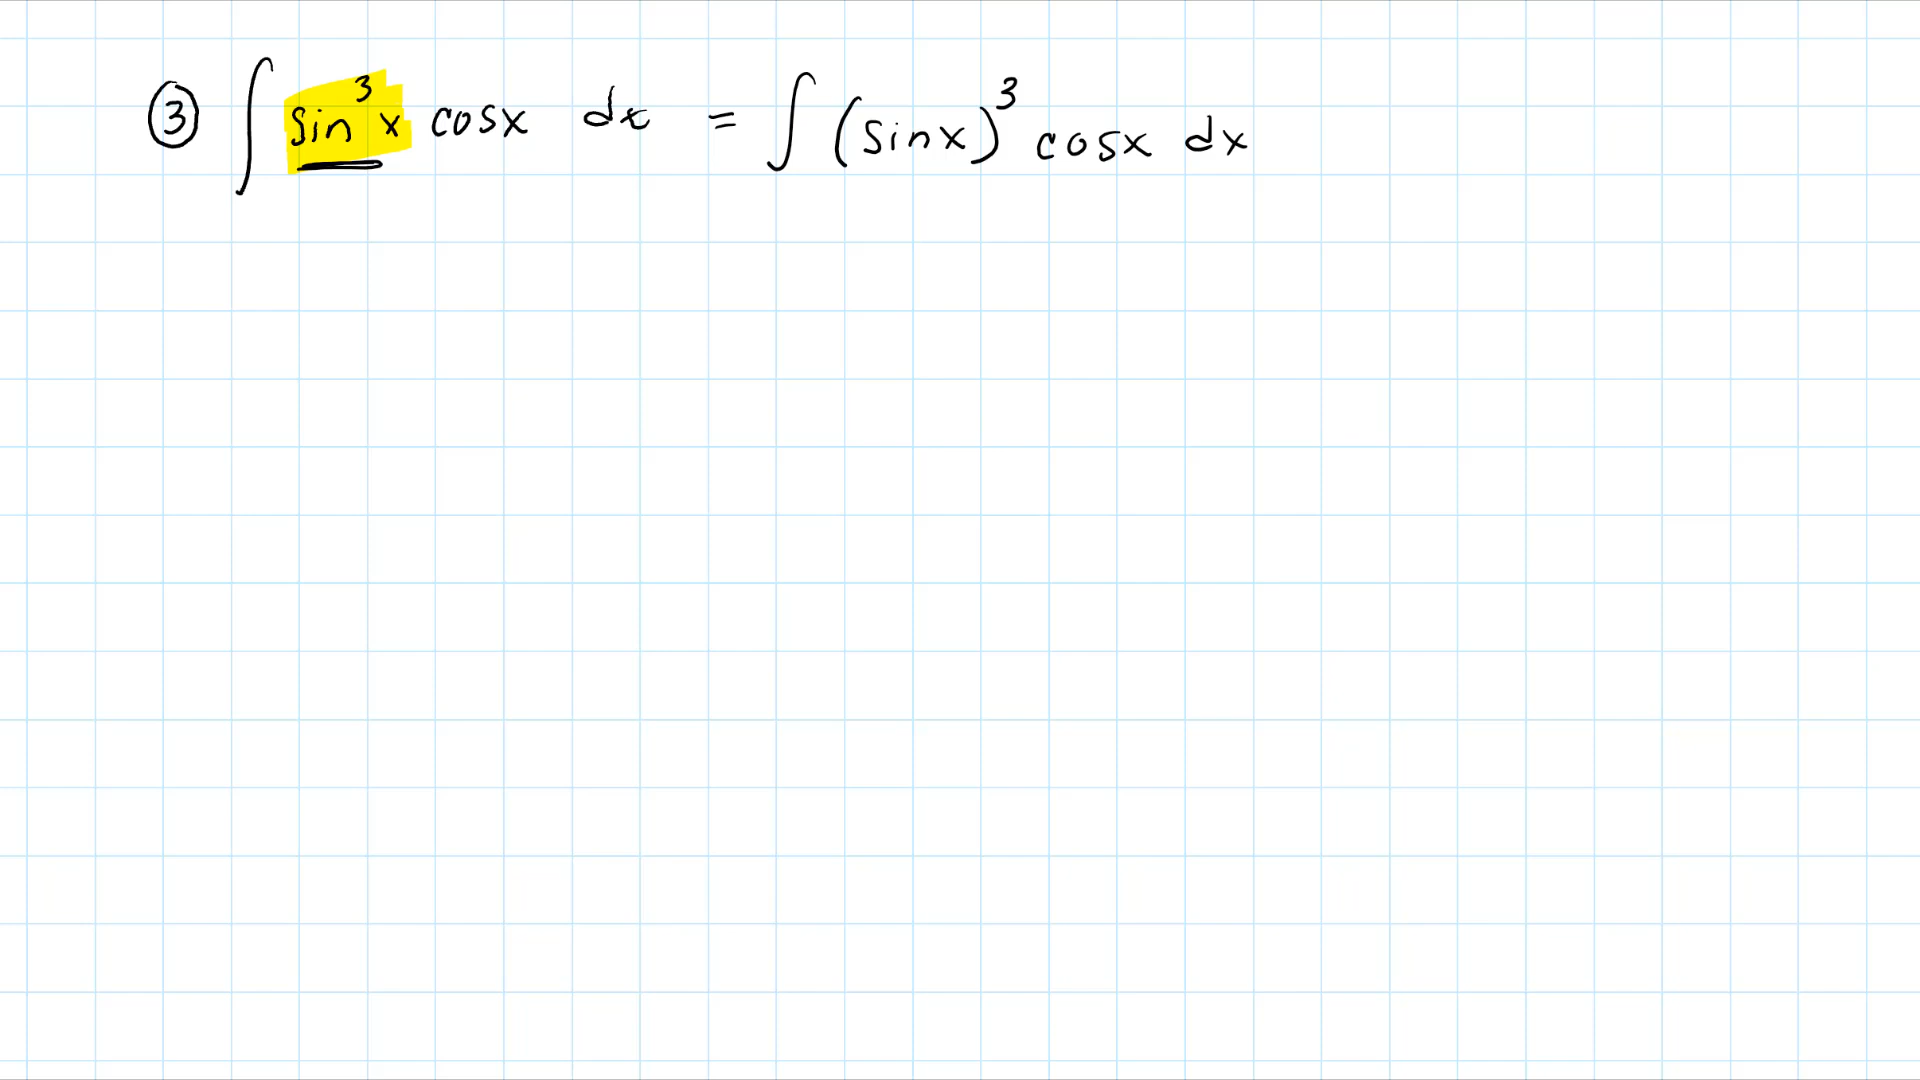 ③ ∫ sin³x cosx dx = ∫ (sinx)³ cosx dx